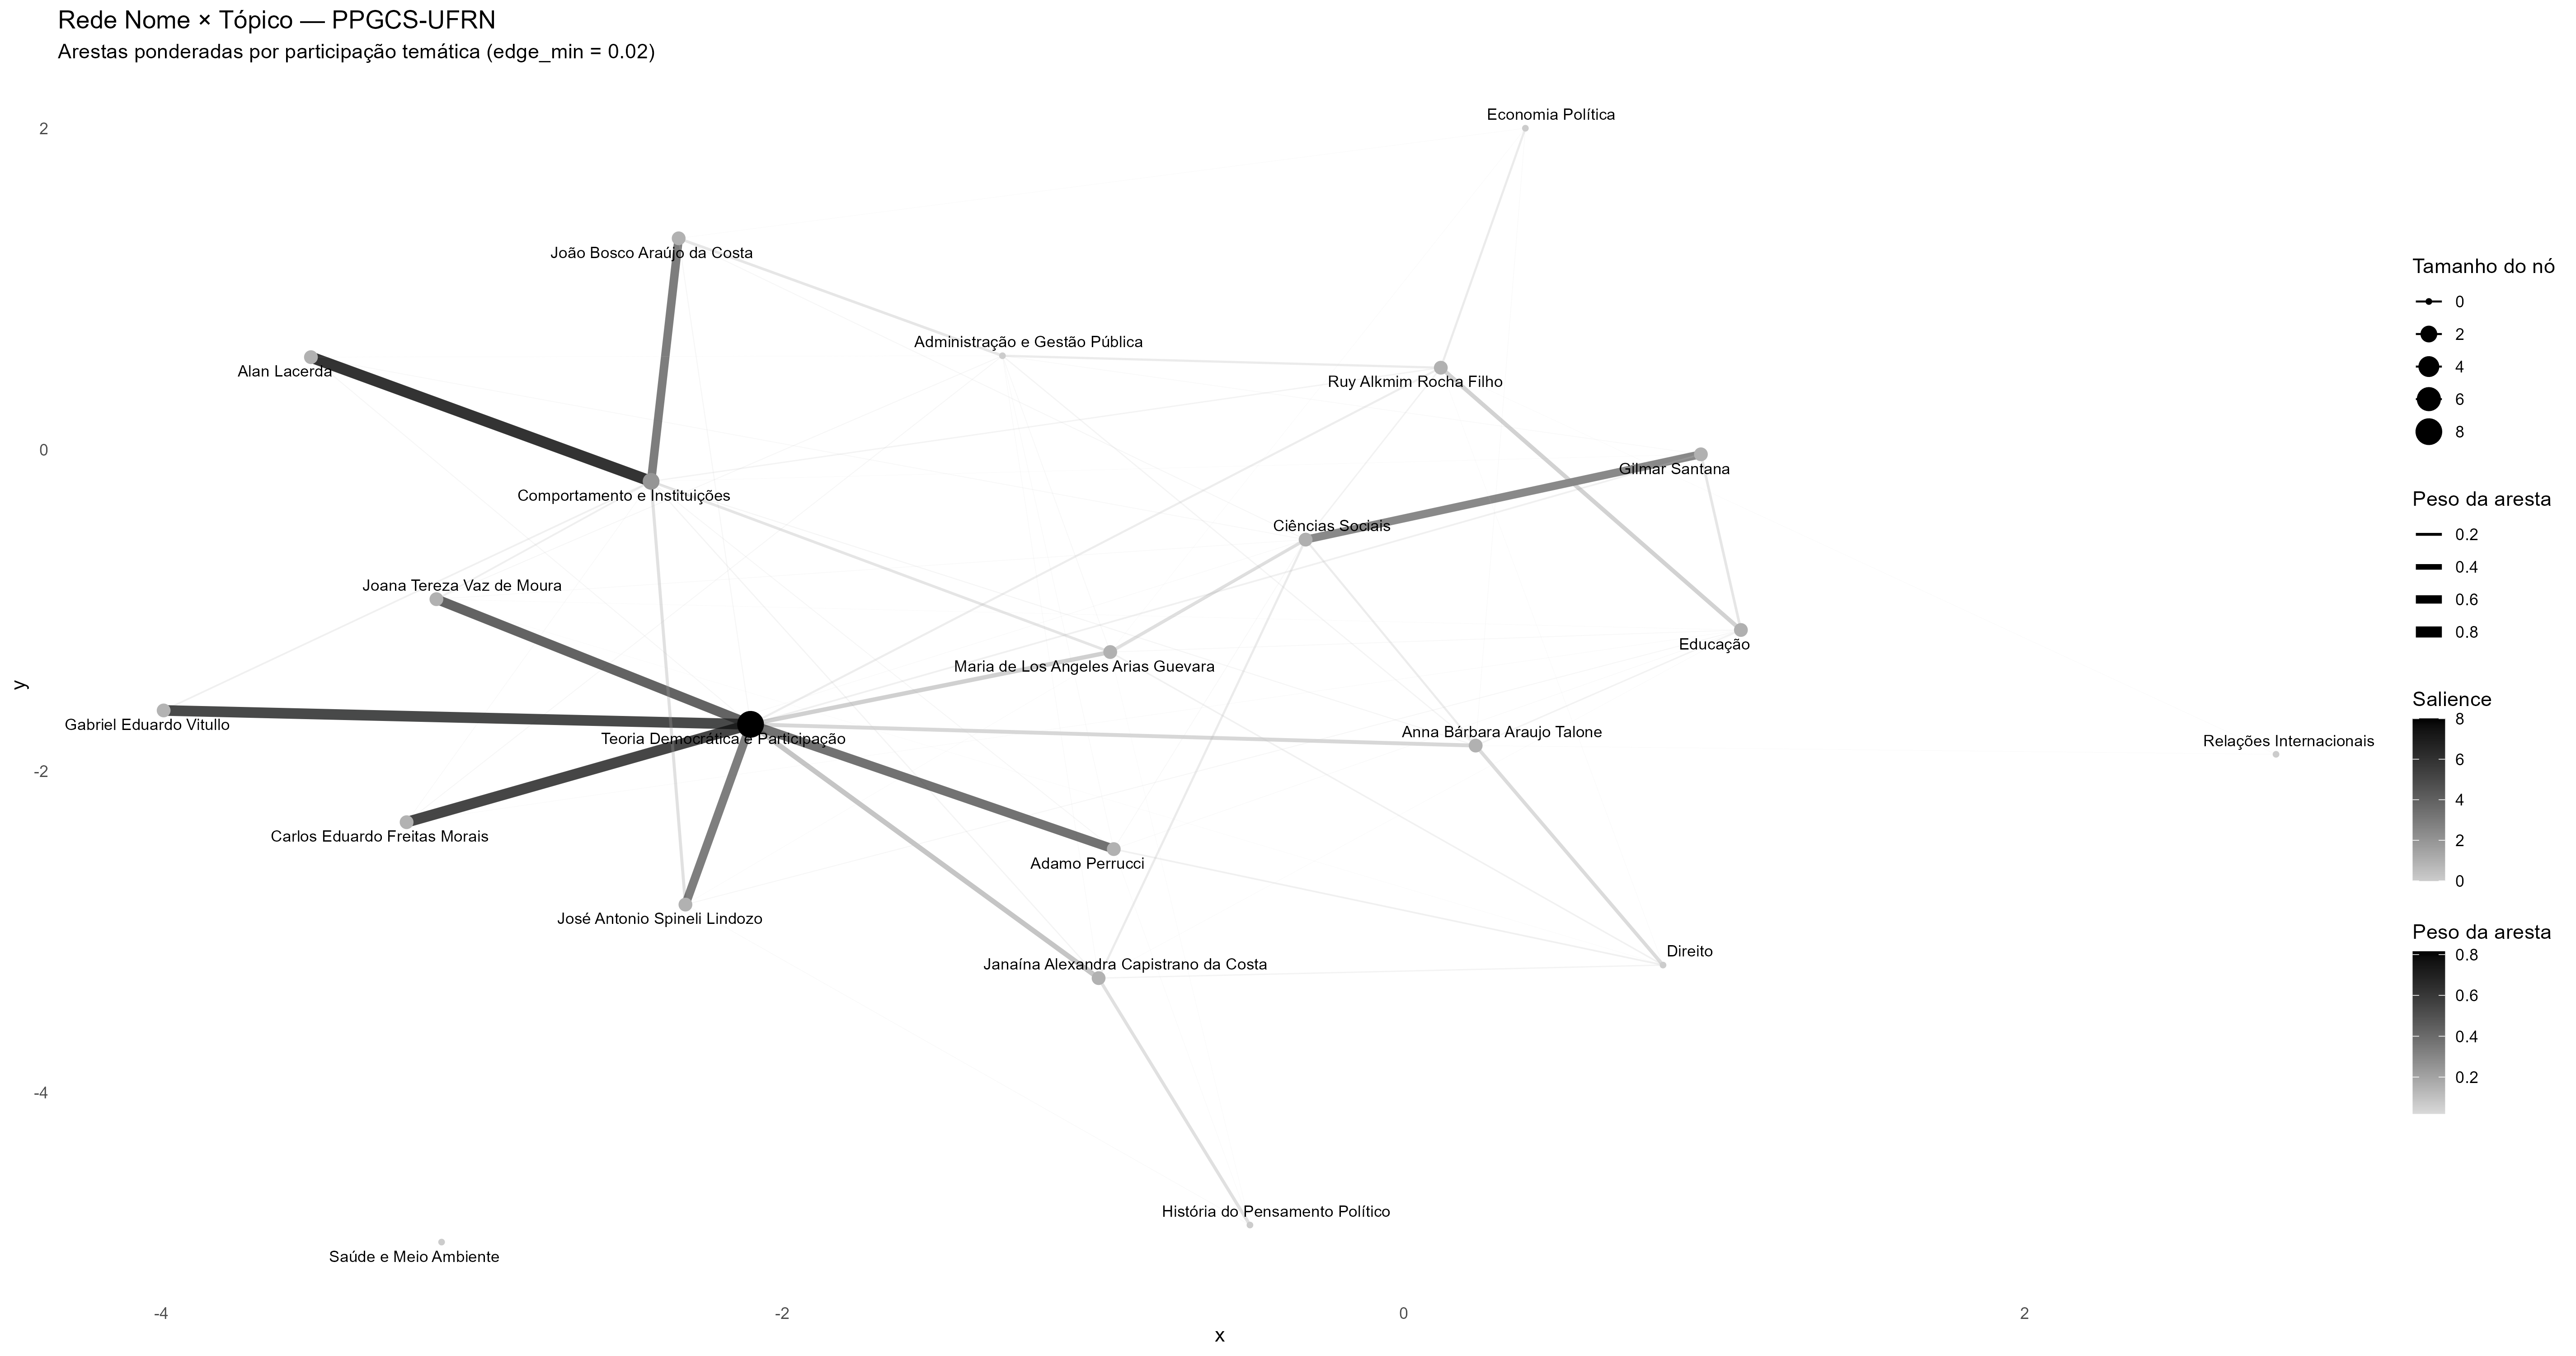 Rede Nome × Tópico — PPGCS-UFRN
Arestas ponderadas por participação temática (edge_min = 0.02)
Economia Política
2
João Bosco Araújo da Costa
Tamanho do nó
0
2
Administração e Gestão Pública
Alan Lacerda
4
Ruy Alkmim Rocha Filho
6
8
0
Gilmar Santana
Comportamento e Instituições
Peso da aresta
Ciências Sociais
0.2
0.4
Joana Tereza Vaz de Moura
0.6
0.8
Educação
Maria de Los Angeles Arias Guevara
y
Salience
8
Gabriel Eduardo Vitullo
Anna Bárbara Araujo Talone
Teoria Democrática e Participação
Relações Internacionais
6
-2
4
Carlos Eduardo Freitas Morais
2
Adamo Perrucci
0
José Antonio Spineli Lindozo
Peso da aresta
Direito
0.8
Janaína Alexandra Capistrano da Costa
0.6
0.4
0.2
-4
História do Pensamento Político
Saúde e Meio Ambiente
-4
-2
0
2
x